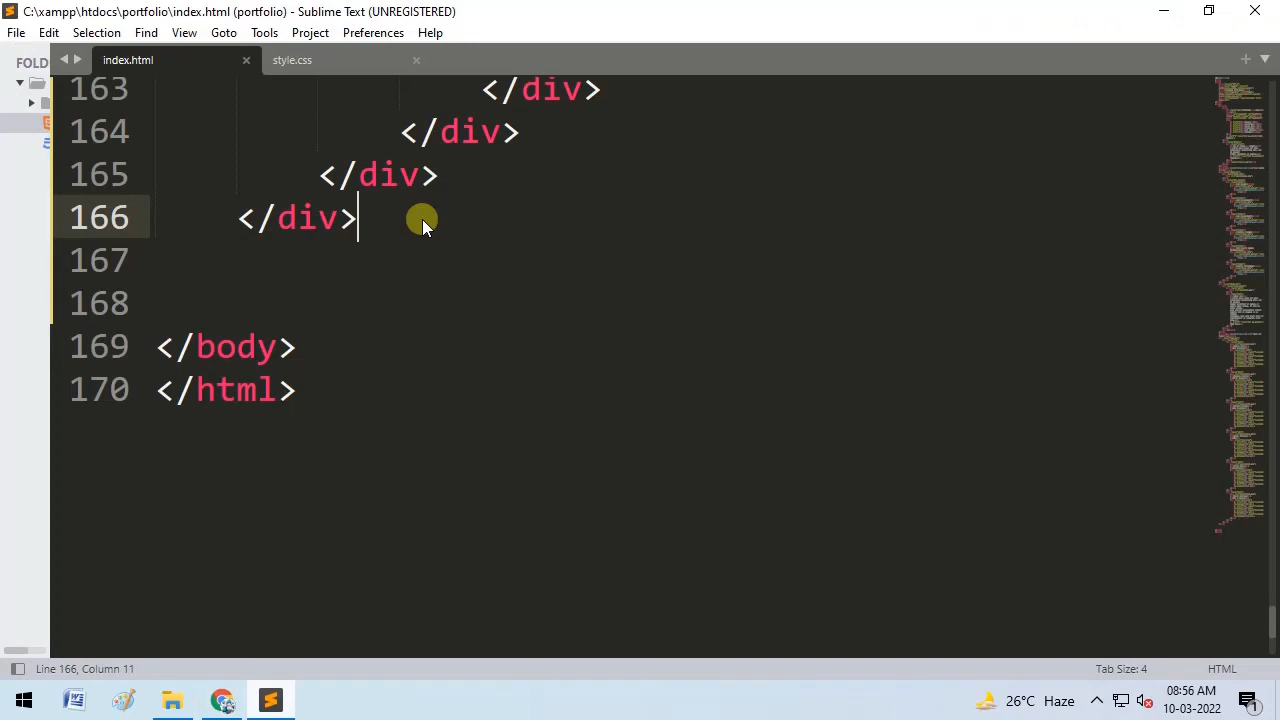 C:\xampp\htdocs\portfolio\index.html (portfolio) - Sublime Text (UNREGISTERED)
File Edit Selection Find View Goto Tools Project Preferences Help
FOLD
index.html
style.css
163 </div>
164 </div>
165 </div>
166 </div>
167
168
169 </body>
170 </html>
Line 166, Column 11
Tab Size: 4
HTML
26°C Haze
08:56 AM
10-03-2022
1